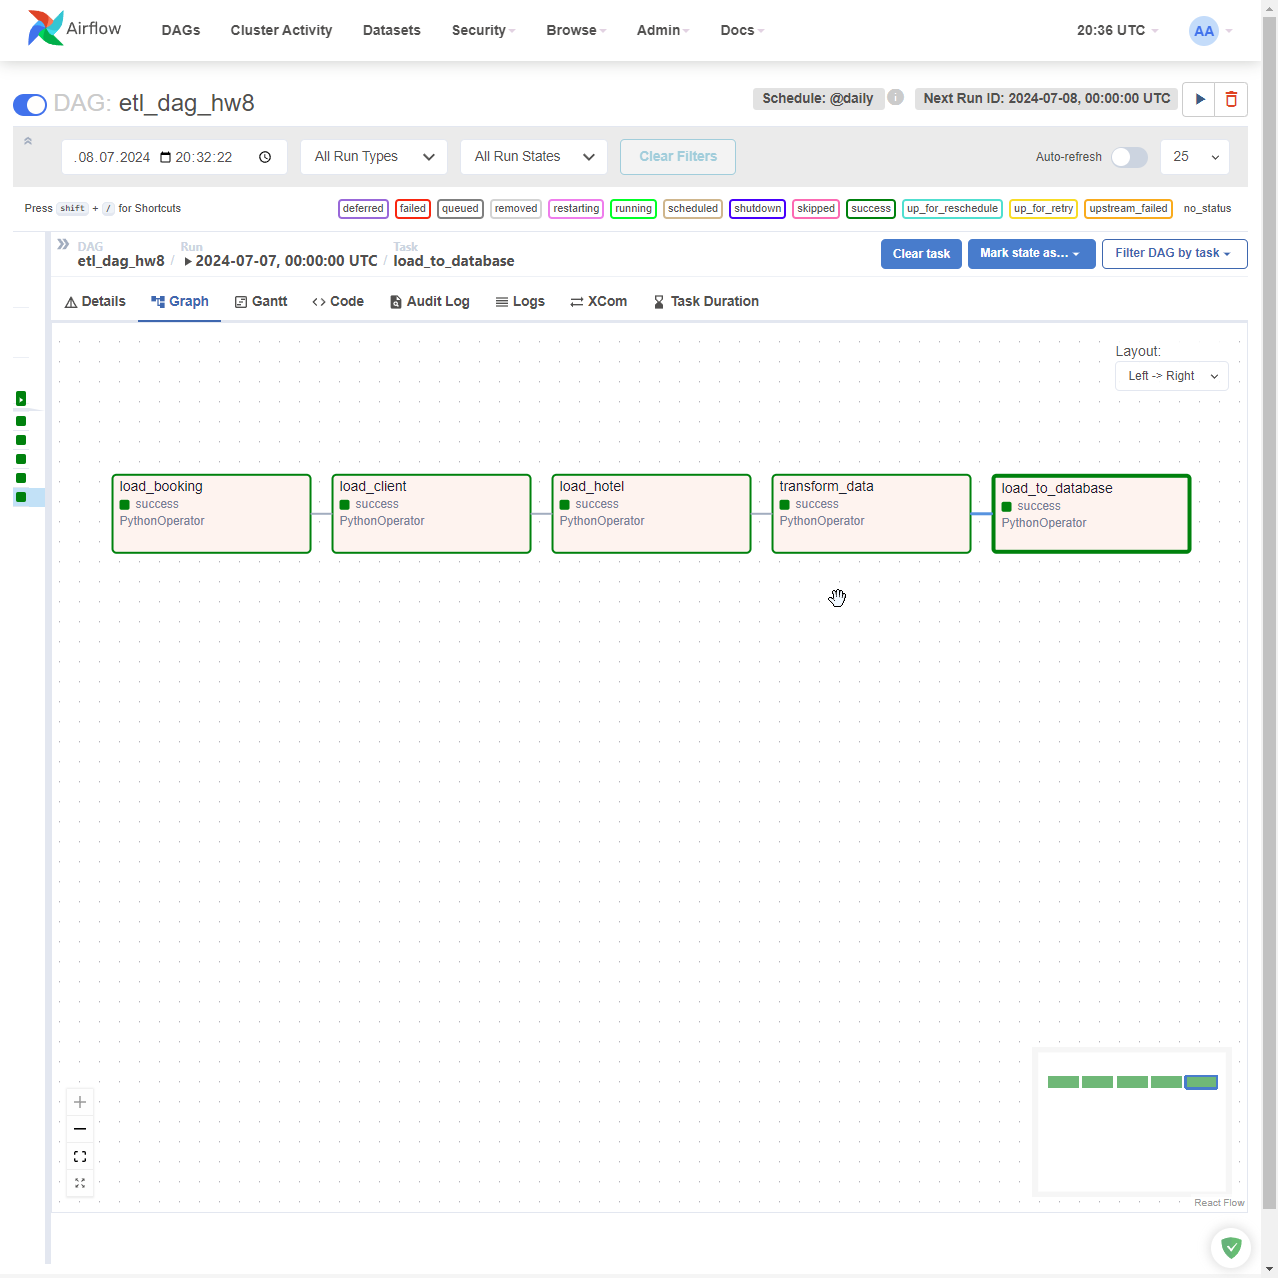 Airflow
DAGs Cluster Activity Datasets Security Browse Admin Docs 20:36 UTC AA
DAG: etl_dag_hw8
Schedule: @daily i Next Run ID: 2024-07-08, 00:00:00 UTC
08.07.2024 20:32:22 All Run Types All Run States Clear Filters Auto-refresh 25
Press shift + / for Shortcuts
deferred failed queued removed restarting running scheduled shutdown skipped success up_for_reschedule up_for_retry upstream_failed no_status
DAG Run Task
etl_dag_hw8 / 2024-07-07, 00:00:00 UTC / load_to_database
Clear task Mark state as... Filter DAG by task
Details Graph Gantt Code Audit Log Logs XCom Task Duration
Layout:
Left -> Right
load_booking
success
PythonOperator
load_client
success
PythonOperator
load_hotel
success
PythonOperator
transform_data
success
PythonOperator
load_to_database
success
PythonOperator
React Flow